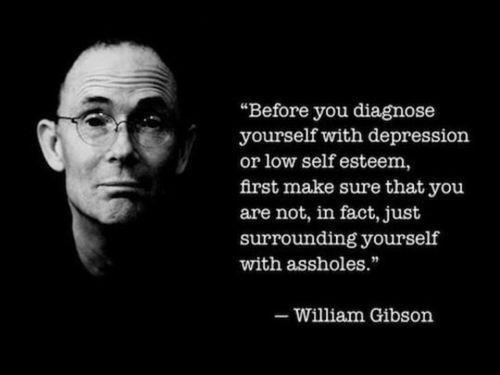 “Before you diagnose
yourself with depression
or low self esteem,
first make sure that you
are not, in fact, just
surrounding yourself
with assholes.”
— William Gibson